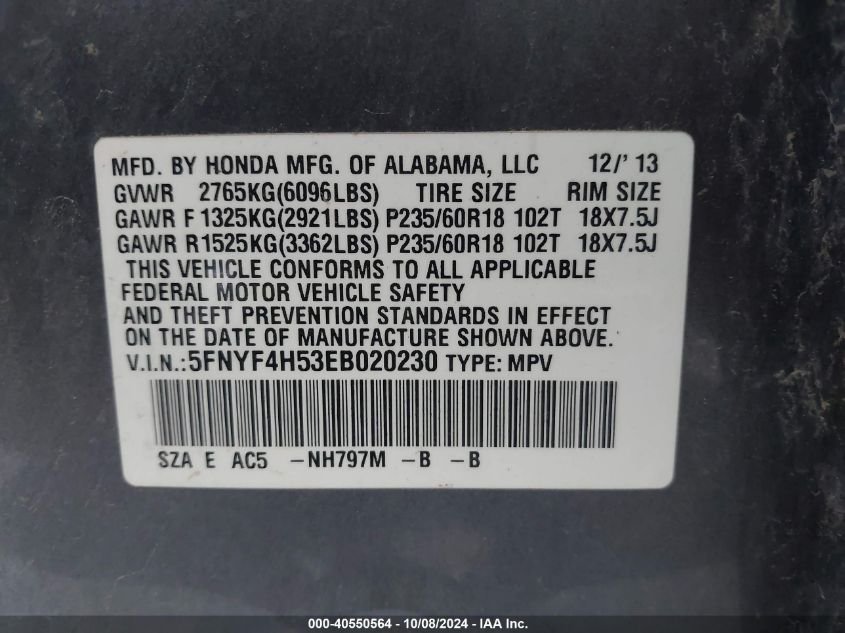 MFD. BY HONDA MFG. OF ALABAMA, LLC 12/'13
GVWR 2765KG(6096LBS) TIRE SIZE RIM SIZE
GAWR F 1325KG(2921LBS) P235/60R18 102T 18X7.5J
GAWR R 1525KG(3362LBS) P235/60R18 102T 18X7.5J
THIS VEHICLE CONFORMS TO ALL APPLICABLE
FEDERAL MOTOR VEHICLE SAFETY
AND THEFT PREVENTION STANDARDS IN EFFECT
ON THE DATE OF MANUFACTURE SHOWN ABOVE.
V.I.N.:5FNYF4H53EB020230 TYPE: MPV
SZA E AC5 -NH797M -B -B
000-40550564 - 10/08/2024 - IAA Inc.